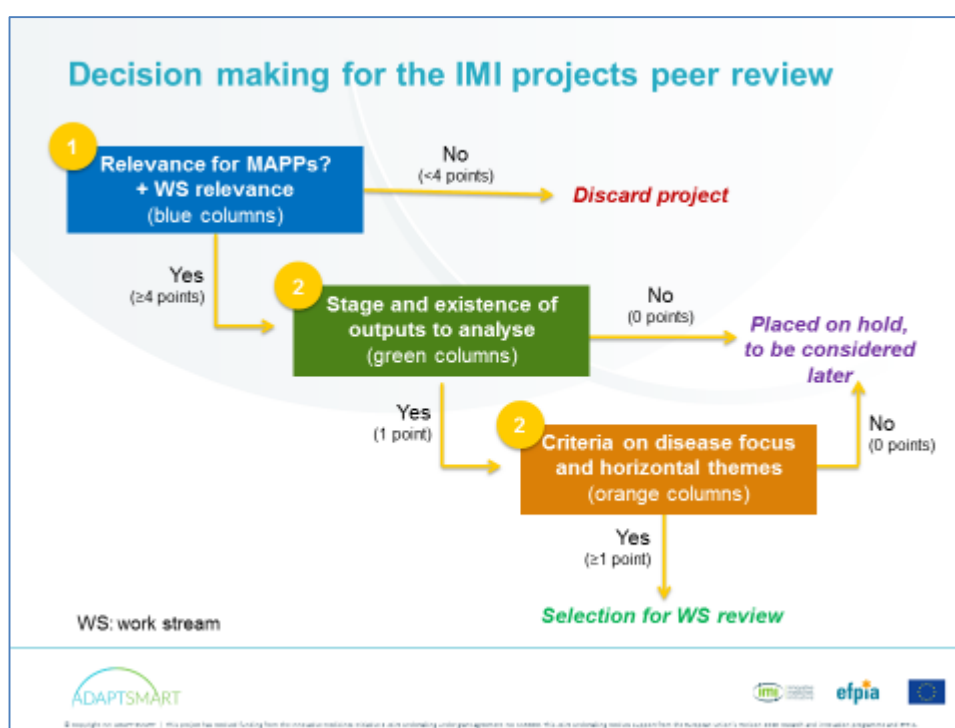 Decision making for the IMI projects peer review
1
Relevance for MAPPs?
+ WS relevance
(blue columns)
No
(<4 points)
Discard project
Yes
(≥4 points)
2
Stage and existence of
outputs to analyse
(green columns)
No
(0 points)
Placed on hold,
to be considered
later
Yes
(1 point)
2
Criteria on disease focus
and horizontal themes
(orange columns)
No
(0 points)
Yes
(≥1 point)
Selection for WS review
WS: work stream
ADAPTSMART
imi
efpia